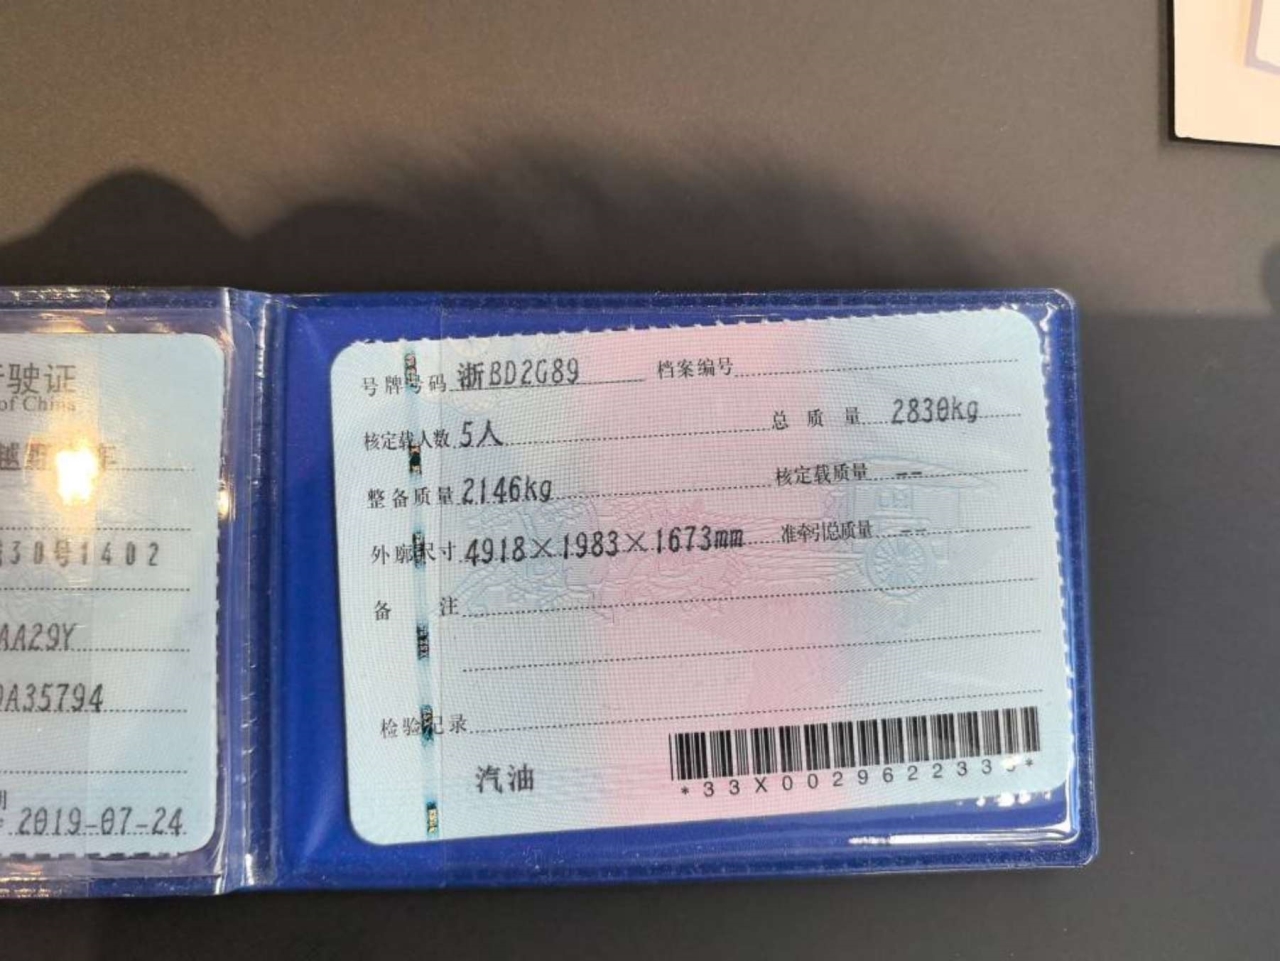 驶证
of China
越野 车
30号1402
AA29Y
A35794
期
2019-07-24
号牌号码 浙BD2G89 档案编号
核定载人数 5人 总质量 2830kg
整备质量 2146kg 核定载质量 --
外廓尺寸 4918×1983×1673mm 准牵引总质量 --
备注
检验记录
汽油
*33X002962233 *